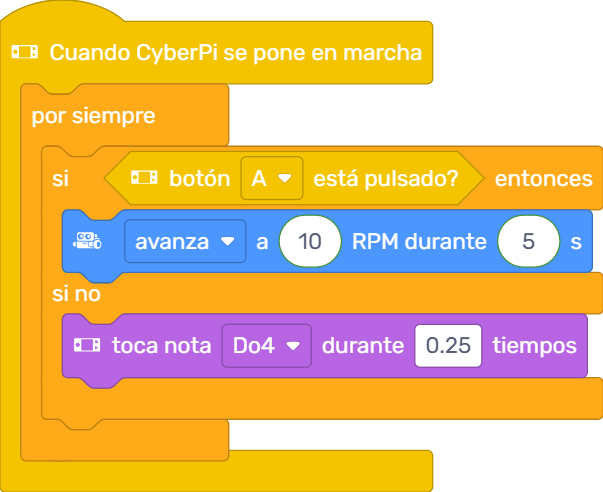 Cuando CyberPi se pone en marcha
por siempre
si botón A está pulsado? entonces
avanza a 10 RPM durante 5 s
si no
toca nota Do4 durante 0.25 tiempos